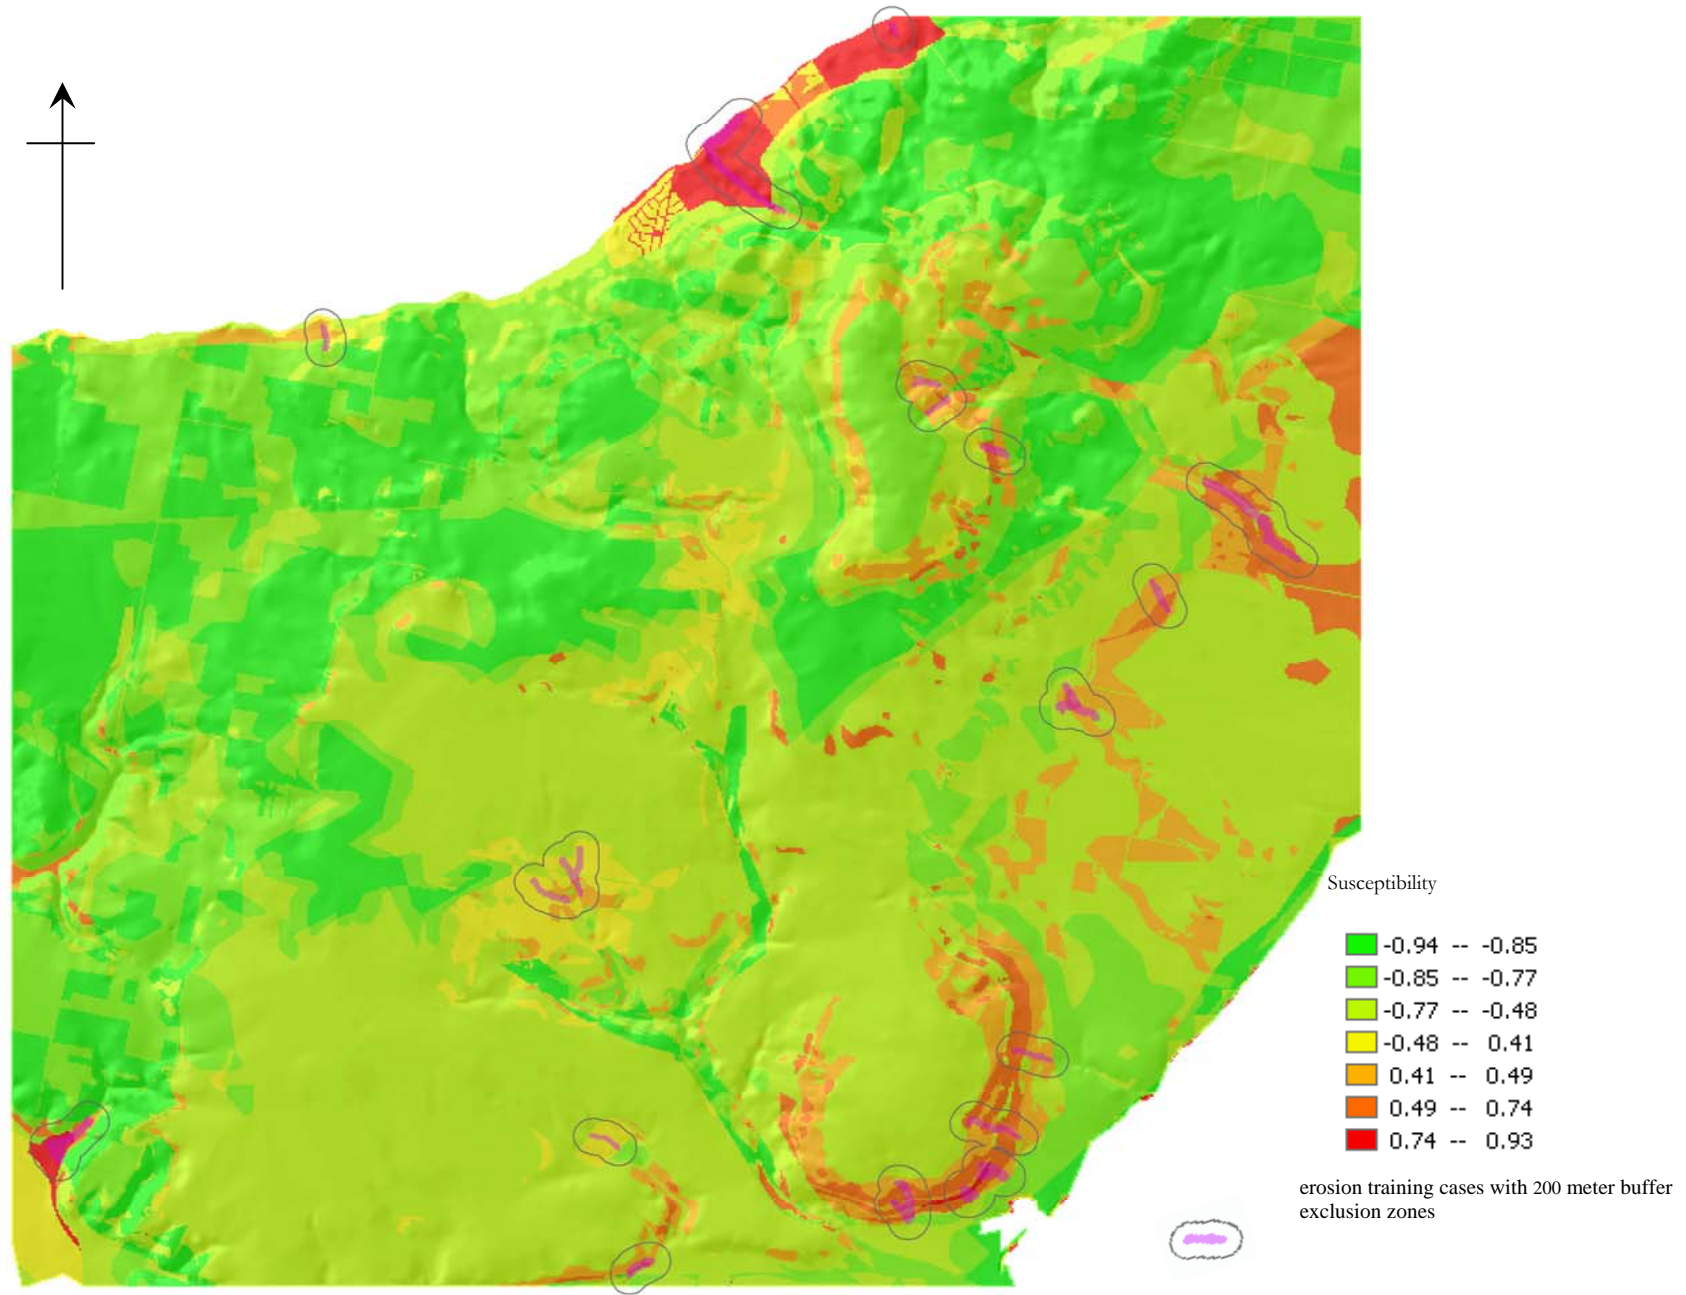 Susceptibility
-0.94 -- -0.85
-0.85 -- -0.77
-0.77 -- -0.48
-0.48 -- 0.41
0.41 -- 0.49
0.49 -- 0.74
0.74 -- 0.93
erosion training cases with 200 meter buffer
exclusion zones